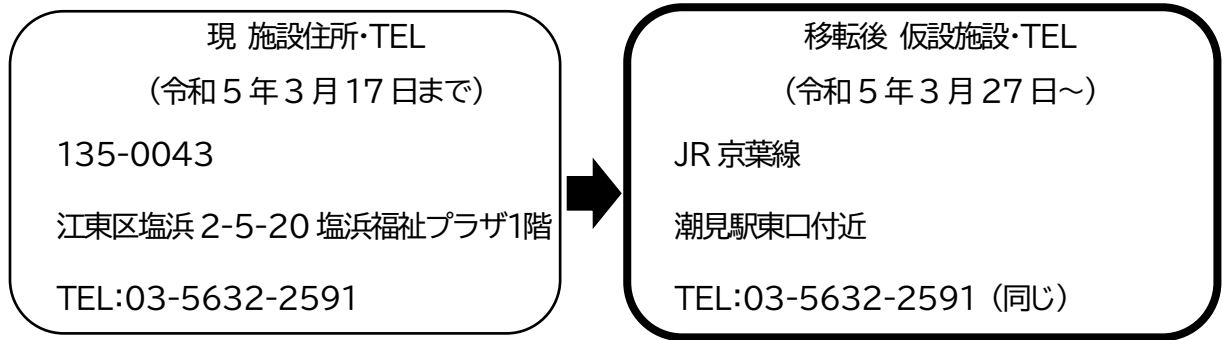 現 施設住所・TEL
（令和5年3月17日まで）
135-0043
江東区塩浜2-5-20 塩浜福祉プラザ1階
TEL：03-5632-2591
移転後 仮設施設・TEL
（令和5年3月27日～）
JR京葉線
潮見駅東口付近
TEL：03-5632-2591（同じ）